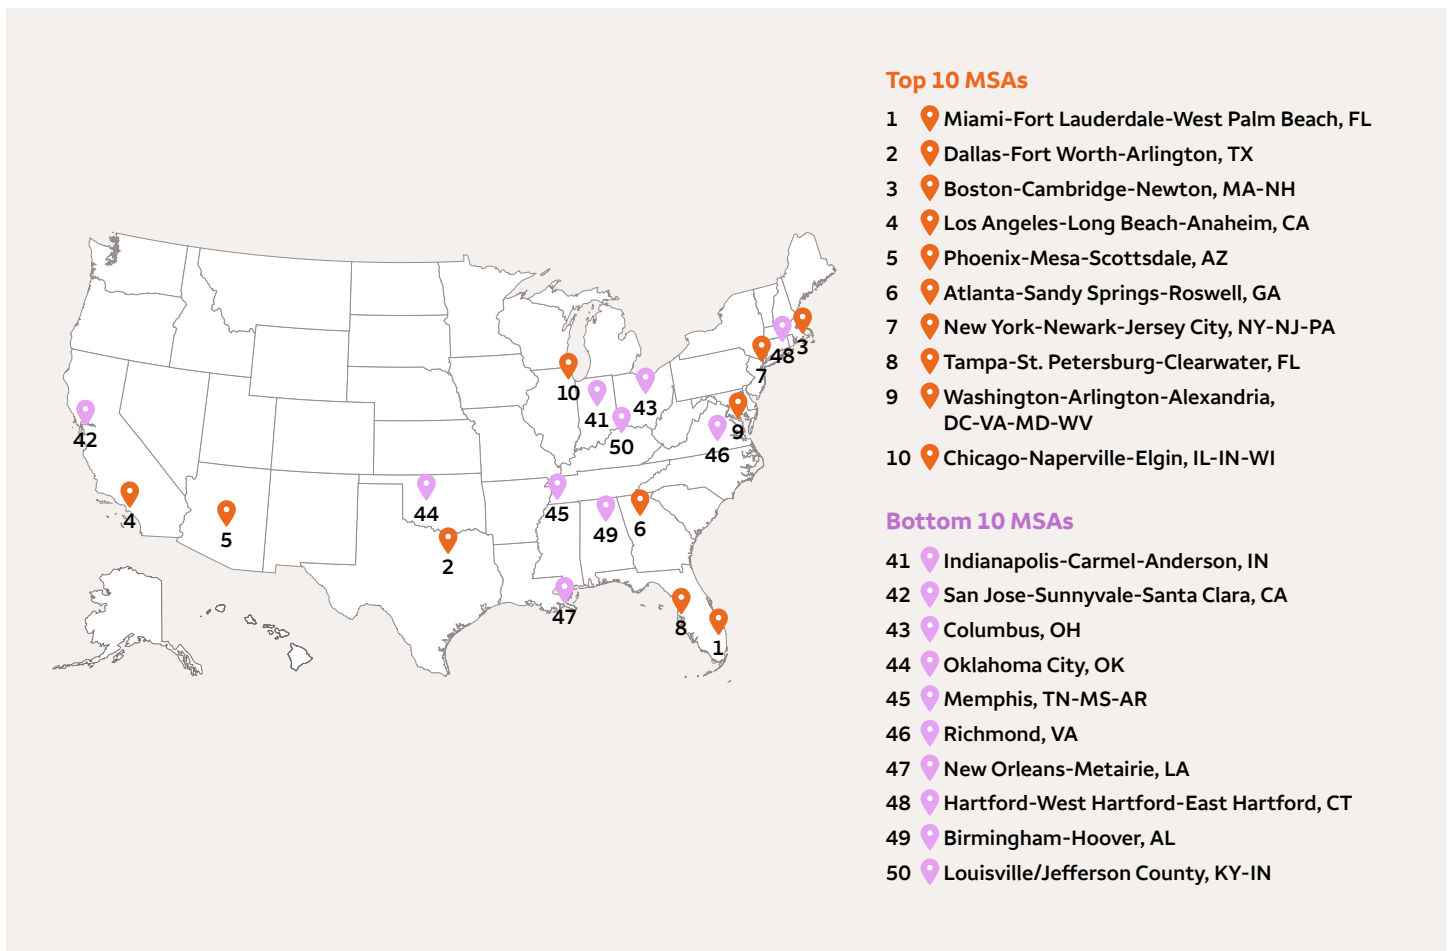 Top 10 MSAs
1 Miami-Fort Lauderdale-West Palm Beach, FL
2 Dallas-Fort Worth-Arlington, TX
3 Boston-Cambridge-Newton, MA-NH
4 Los Angeles-Long Beach-Anaheim, CA
5 Phoenix-Mesa-Scottsdale, AZ
6 Atlanta-Sandy Springs-Roswell, GA
7 New York-Newark-Jersey City, NY-NJ-PA
8 Tampa-St. Petersburg-Clearwater, FL
9 Washington-Arlington-Alexandria,
DC-VA-MD-WV
10 Chicago-Naperville-Elgin, IL-IN-WI
Bottom 10 MSAs
41 Indianapolis-Carmel-Anderson, IN
42 San Jose-Sunnyvale-Santa Clara, CA
43 Columbus, OH
44 Oklahoma City, OK
45 Memphis, TN-MS-AR
46 Richmond, VA
47 New Orleans-Metairie, LA
48 Hartford-West Hartford-East Hartford, CT
49 Birmingham-Hoover, AL
50 Louisville/Jefferson County, KY-IN
3
48
7
10
43
41
9
42
50
46
44
45
4
6
49
5
2
47
8
1